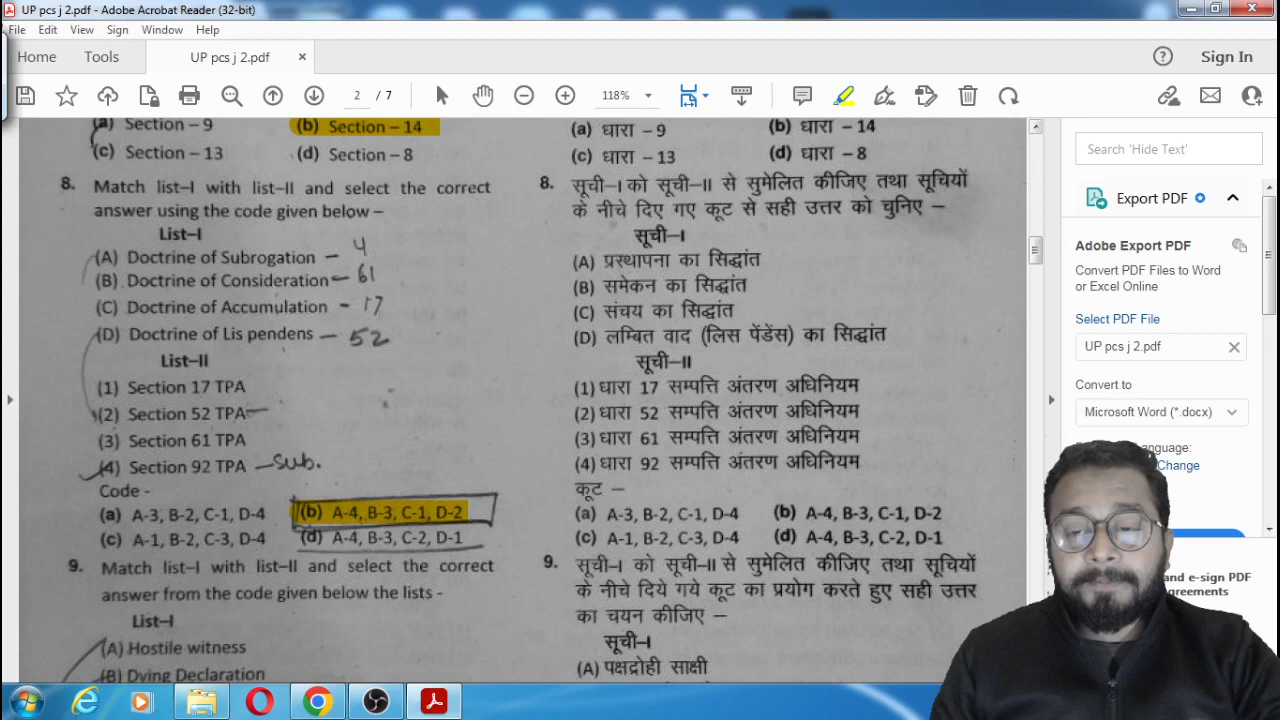 UP pcs j 2.pdf - Adobe Acrobat Reader (32-bit)
File Edit View Sign Window Help
Home Tools UP pcs j 2.pdf × Sign In
2 / 7 118%
(a) Section – 9 (b) Section – 14
(c) Section – 13 (d) Section – 8
8. Match list–I with list–II and select the correct
answer using the code given below –
List–I
(A) Doctrine of Subrogation – 4
(B) Doctrine of Consideration – 61
(C) Doctrine of Accumulation - 17
(D) Doctrine of Lis pendens – 52
List–II
(1) Section 17 TPA
(2) Section 52 TPA
(3) Section 61 TPA
(4) Section 92 TPA – sub.
Code -
(a) A-3, B-2, C-1, D-4 (b) A-4, B-3, C-1, D-2
(c) A-1, B-2, C-3, D-4 (d) A-4, B-3, C-2, D-1
9. Match list–I with list–II and select the correct
answer from the code given below the lists -
List–I
(A) Hostile witness
(B) Dying Declaration
(a) धारा – 9 (b) धारा – 14
(c) धारा – 13 (d) धारा – 8
8. सूची–I को सूची–II से सुमेलित कीजिए तथा सूचियों
के नीचे दिए गए कूट से सही उत्तर को चुनिए –
सूची–I
(A) प्रस्थापना का सिद्धांत
(B) समेकन का सिद्धांत
(C) संचय का सिद्धांत
(D) लम्बित वाद (लिस पेंडेंस) का सिद्धांत
सूची–II
(1) धारा 17 सम्पत्ति अंतरण अधिनियम
(2) धारा 52 सम्पत्ति अंतरण अधिनियम
(3) धारा 61 सम्पत्ति अंतरण अधिनियम
(4) धारा 92 सम्पत्ति अंतरण अधिनियम
कूट –
(a) A-3, B-2, C-1, D-4 (b) A-4, B-3, C-1, D-2
(c) A-1, B-2, C-3, D-4 (d) A-4, B-3, C-2, D-1
9. सूची–I को सूची–II से सुमेलित कीजिए तथा सूचियों
के नीचे दिये गये कूट का प्रयोग करते हुए सही उत्तर
का चयन कीजिए –
सूची–I
(A) पक्षद्रोही साक्षी
Search 'Hide Text'
Export PDF
Adobe Export PDF
Convert PDF Files to Word
or Excel Online
Select PDF File
UP pcs j 2.pdf
Convert to
Microsoft Word (*.docx)
Language:
Change
and e-sign PDF
agreements